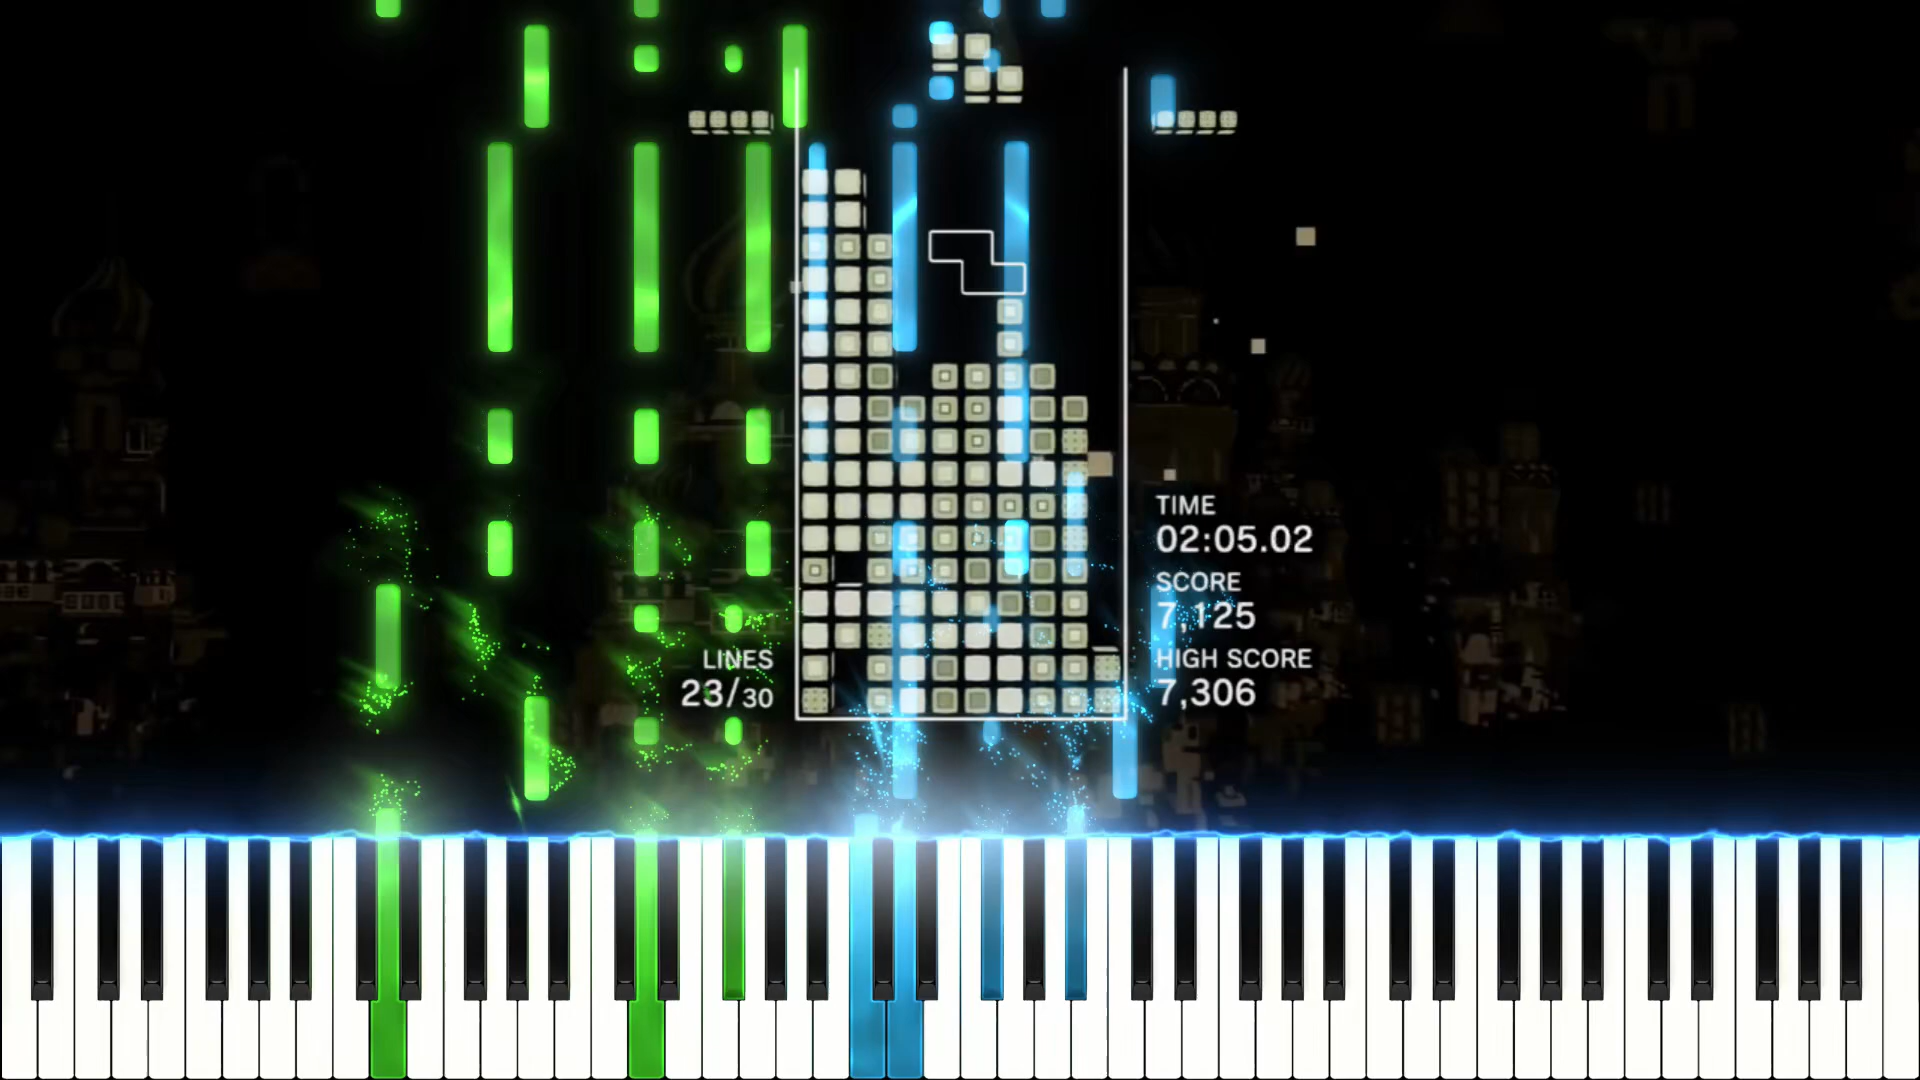 TIME
02:05.02
SCORE
7,125
LINES
23/30
HIGH SCORE
7,306